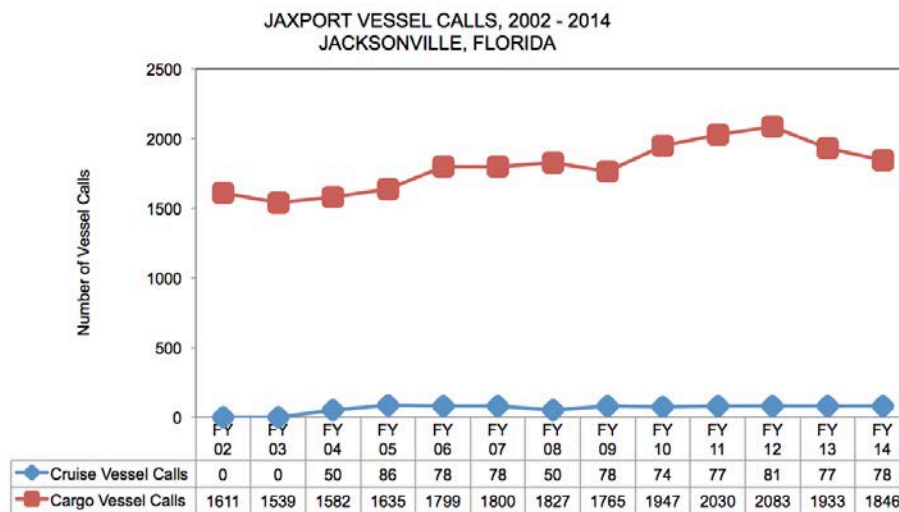 JAXPORT VESSEL CALLS, 2002 - 2014
JACKSONVILLE, FLORIDA
2500
2000
1500
1000
500
0
Number of Vessel Calls
FY 02 FY 03 FY 04 FY 05 FY 06 FY 07 FY 08 FY 09 FY 10 FY 11 FY 12 FY 13 FY 14
Cruise Vessel Calls 0 0 50 86 78 78 50 78 74 77 81 77 78
Cargo Vessel Calls 1611 1539 1582 1635 1799 1800 1827 1765 1947 2030 2083 1933 1846